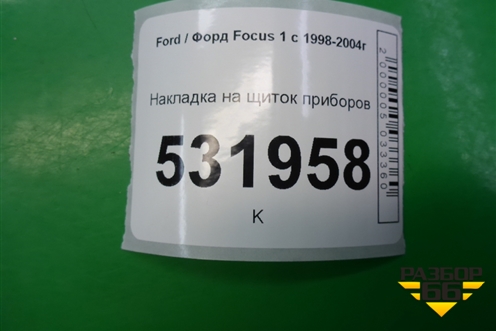 Ford / Форд Focus 1 с 1998-2004г
Накладка на щиток приборов
531958
К
2000005033360
РАЗБОР
66